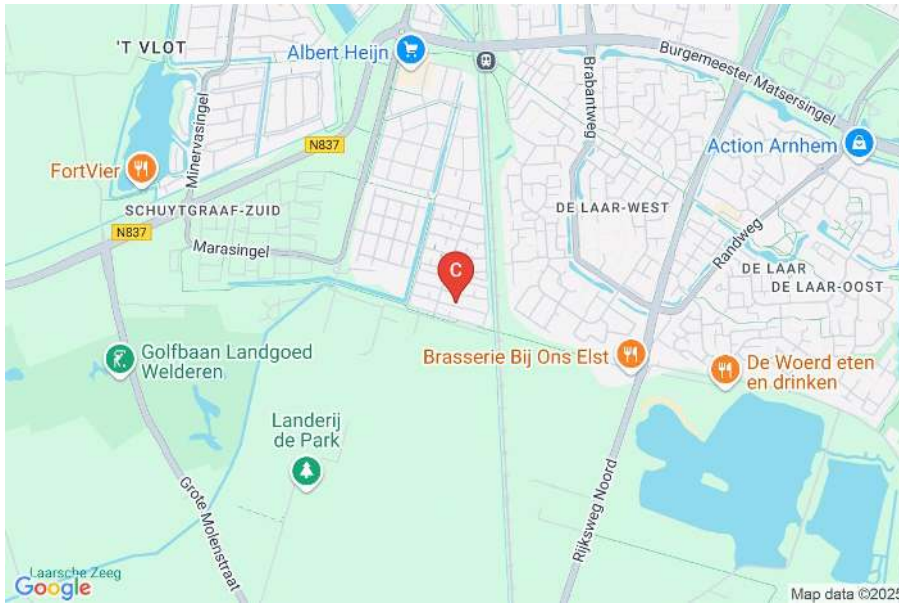 'T VLOT
Albert Heijn
Burgemeester Matsersingel
Brabantweg
Minervasingel
N837
Action Arnhem
FortVier
SCHUYTGRAAF-ZUID
DE LAAR-WEST
N837
Marasingel
Randweg
DE LAAR
DE LAAR-OOST
C
Golfbaan Landgoed
Welderen
Brasserie Bij Ons Elst
De Woerd eten
en drinken
Landerij
de Park
Grote Molenstraat
Rijksweg Noord
Laarsche Zeeg
Google
Map data ©2025